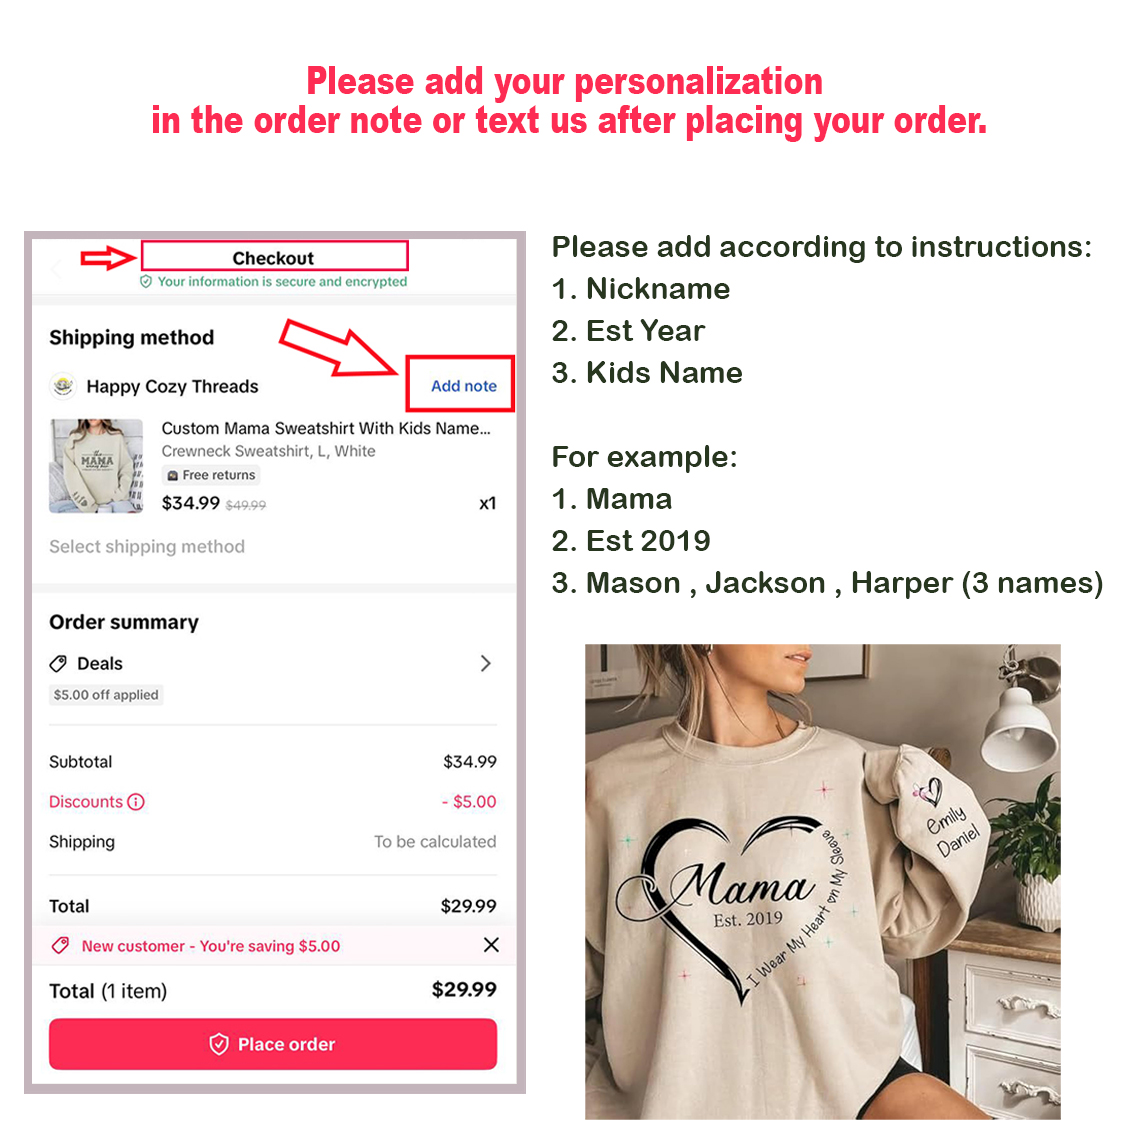 Please add your personalization
in the order note or text us after placing your order.
Checkout
Your information is secure and encrypted
Shipping method
Happy Cozy Threads
Add note
Custom Mama Sweatshirt With Kids Name...
Crewneck Sweatshirt, L, White
Free returns
$34.99 $49.99
x1
MAMA
Select shipping method
Order summary
Deals
$5.00 off applied
Subtotal
$34.99
Discounts
- $5.00
Shipping
To be calculated
Total
$29.99
New customer - You're saving $5.00
Total (1 item)
$29.99
Place order
Please add according to instructions:
1. Nickname
2. Est Year
3. Kids Name
For example:
1. Mama
2. Est 2019
3. Mason , Jackson , Harper (3 names)
Emily
Daniel
Mama
Est. 2019
I Wear My Heart on My Sleeve